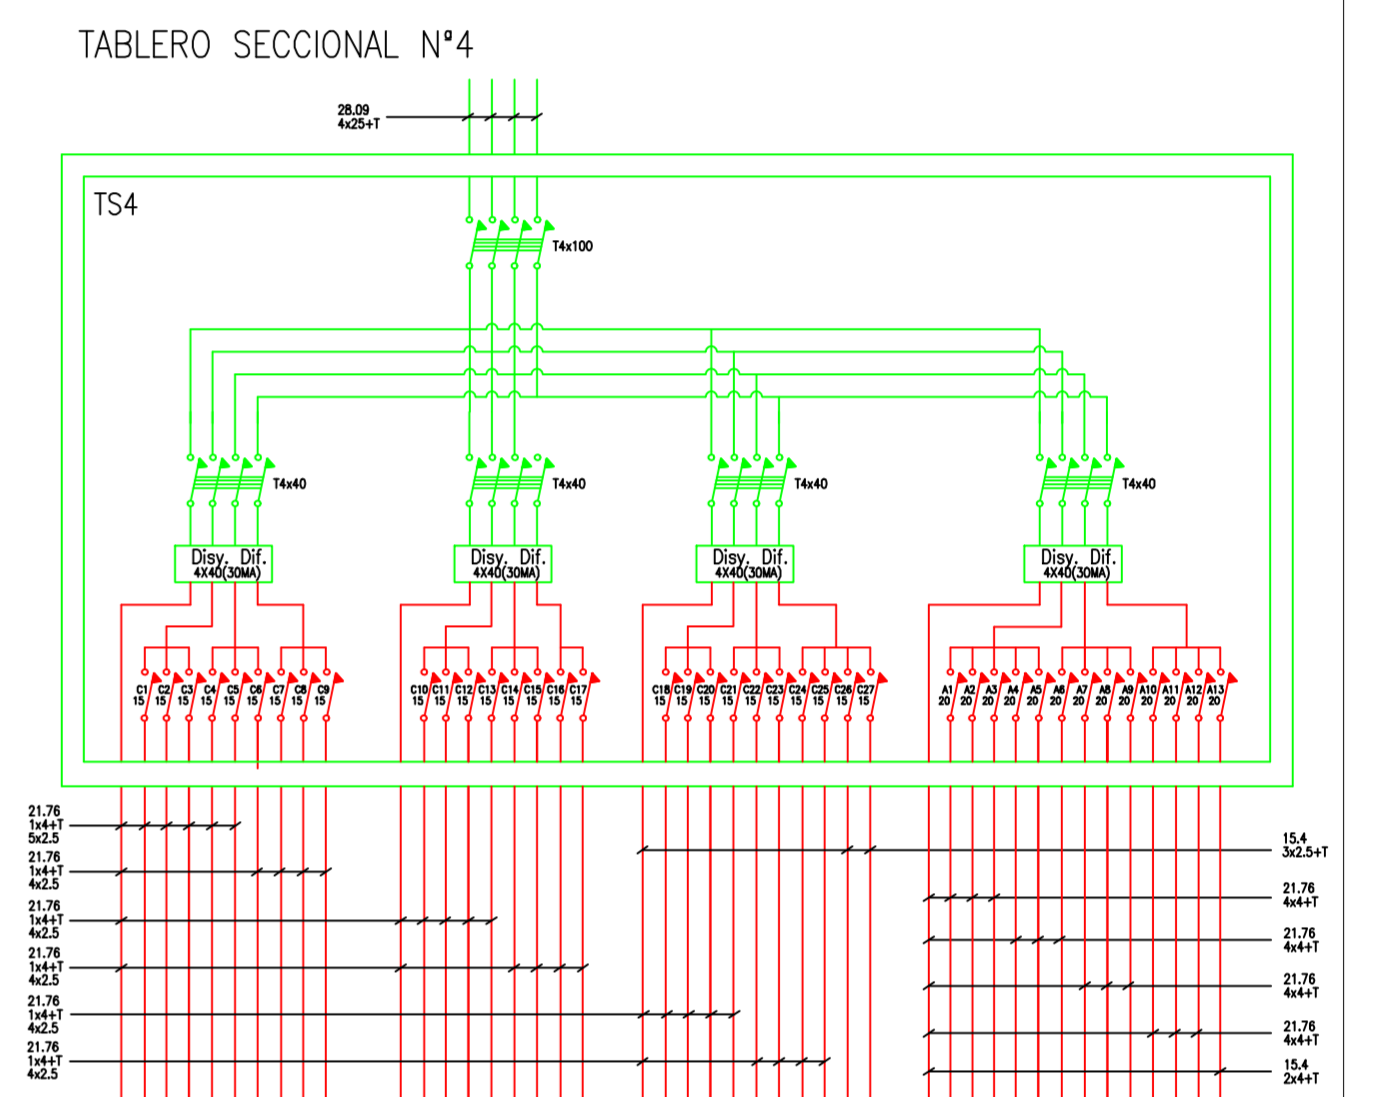 TABLERO SECCIONAL Nª4
28.09
4x25+T
TS4
T4x100
T4x40
T4x40
T4x40
T4x40
Disy. Dif.
4X40(30MA)
Disy. Dif.
4X40(30MA)
Disy. Dif.
4X40(30MA)
Disy. Dif.
4X40(30MA)
C1
15
C2
15
C3
15
C4
15
C5
15
C6
15
C7
15
C8
15
C9
15
C10
15
C11
15
C12
15
C13
15
C14
15
C15
15
C16
15
C17
15
C18
15
C19
15
C20
15
C21
15
C22
15
C23
15
C24
15
C25
15
C26
15
C27
15
A1
20
A2
20
A3
20
A4
20
A5
20
A6
20
A7
20
A8
20
A9
20
A10
20
A11
20
A12
20
A13
20
21.76
1x4+T
5x2.5
21.76
1x4+T
4x2.5
21.76
1x4+T
4x2.5
21.76
1x4+T
4x2.5
21.76
1x4+T
4x2.5
21.76
1x4+T
4x2.5
15.4
3x2.5+T
21.76
4x4+T
21.76
4x4+T
21.76
4x4+T
21.76
4x4+T
15.4
2x4+T